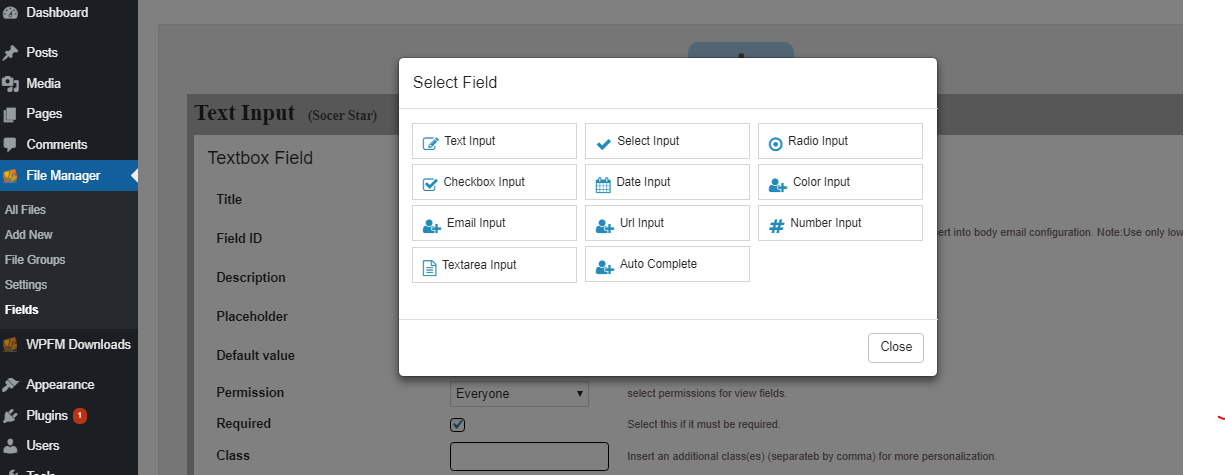 Dashboard
Posts
Media
Pages
Comments
File Manager
All Files
Add New
File Groups
Settings
Fields
WPFM Downloads
Appearance
Plugins 1
Users
Tools
Select Field
Text Input Select Input Radio Input
Checkbox Input Date Input Color Input
Email Input Url Input Number Input
Textarea Input Auto Complete
Close
Text Input (Socer Star)
Textbox Field
Title
Field ID ert into body email configuration. Note:Use only low
Description
Placeholder
Default value
Permission Everyone select permissions for view fields.
Required Select this if it must be required.
Class Insert an additional class(es) (separateb by comma) for more personalization.